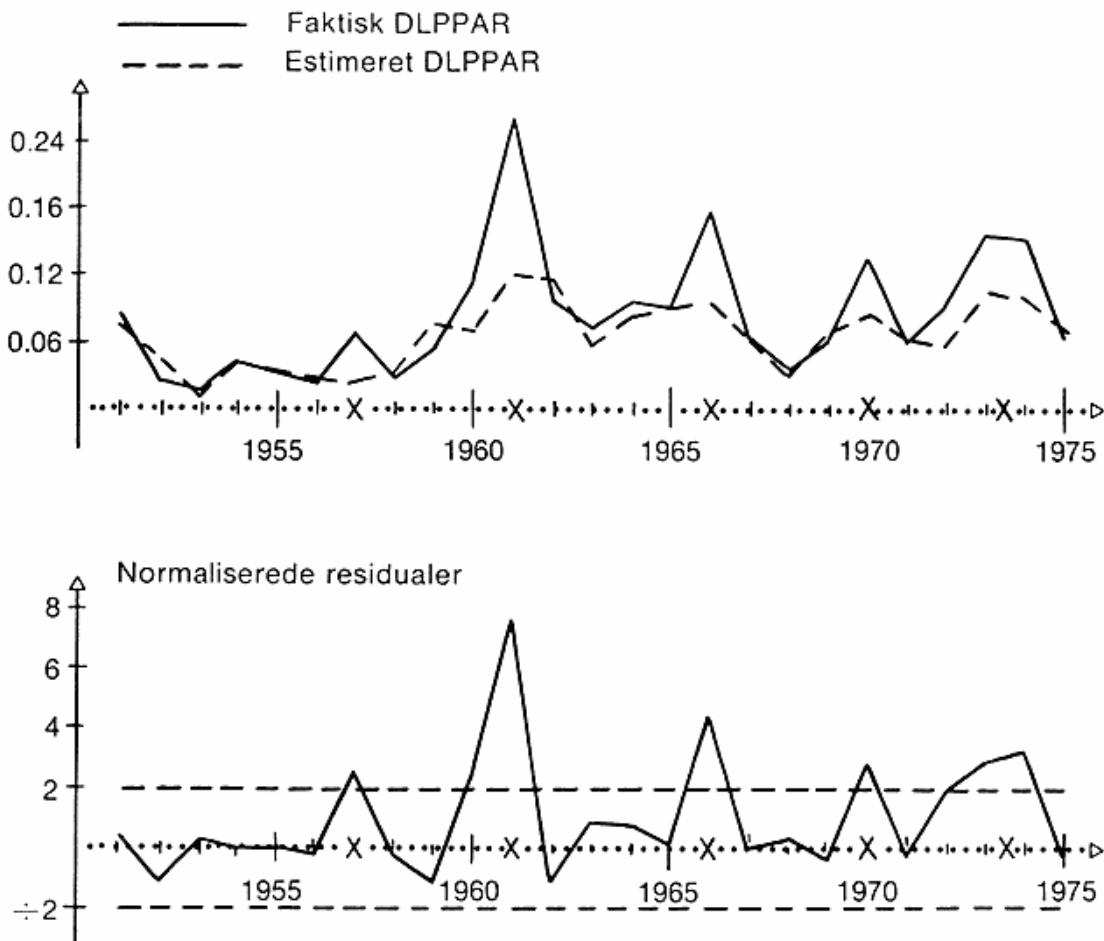 Faktisk DLPPAR
Estimeret DLPPAR
0.24
0.16
0.12
0.06
X X X X X
1955 1960 1965 1970 1975
Normaliserede residualer
8
6
4
2
X X X X X
1955 1960 1965 1970 1975
÷2